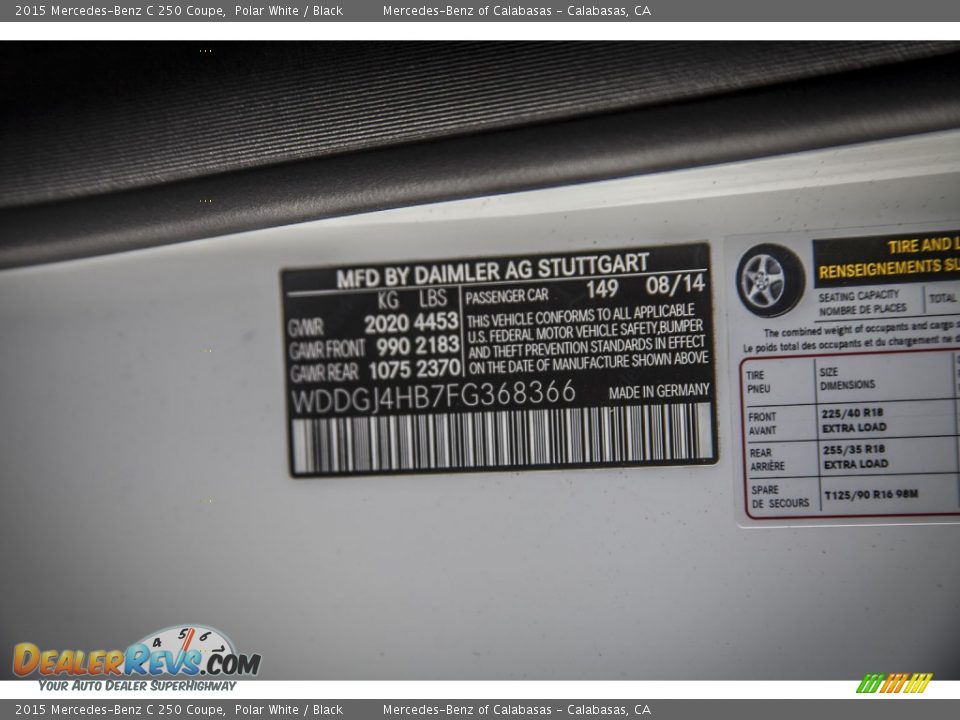 2015 Mercedes-Benz C 250 Coupe, Polar White / Black Mercedes-Benz of Calabasas - Calabasas, CA
MFD BY DAIMLER AG STUTTGART
KG LBS
GVWR 2020 4453
GAWR FRONT 990 2183
GAWR REAR 1075 2370
PASSENGER CAR 149 08/14
THIS VEHICLE CONFORMS TO ALL APPLICABLE
U.S. FEDERAL MOTOR VEHICLE SAFETY,BUMPER
AND THEFT PREVENTION STANDARDS IN EFFECT
ON THE DATE OF MANUFACTURE SHOWN ABOVE
WDDGJ4HB7FG368366 MADE IN GERMANY
TIRE AND
RENSEIGNEMENTS
SEATING CAPACITY
NOMBRE DE PLACES
TOTAL
The combined weight of occupants and cargo
Le poids total des occupants et du chargement ne
TIRE
PNEU
SIZE
DIMENSIONS
FRONT
AVANT
225/40 R18
EXTRA LOAD
REAR
ARRIÈRE
255/35 R18
EXTRA LOAD
SPARE
DE SECOURS
T125/90 R16 98M
4 5 6 7
DEALERREVS.COM
YOUR AUTO DEALER SUPERHIGHWAY
2015 Mercedes-Benz C 250 Coupe, Polar White / Black Mercedes-Benz of Calabasas - Calabasas, CA